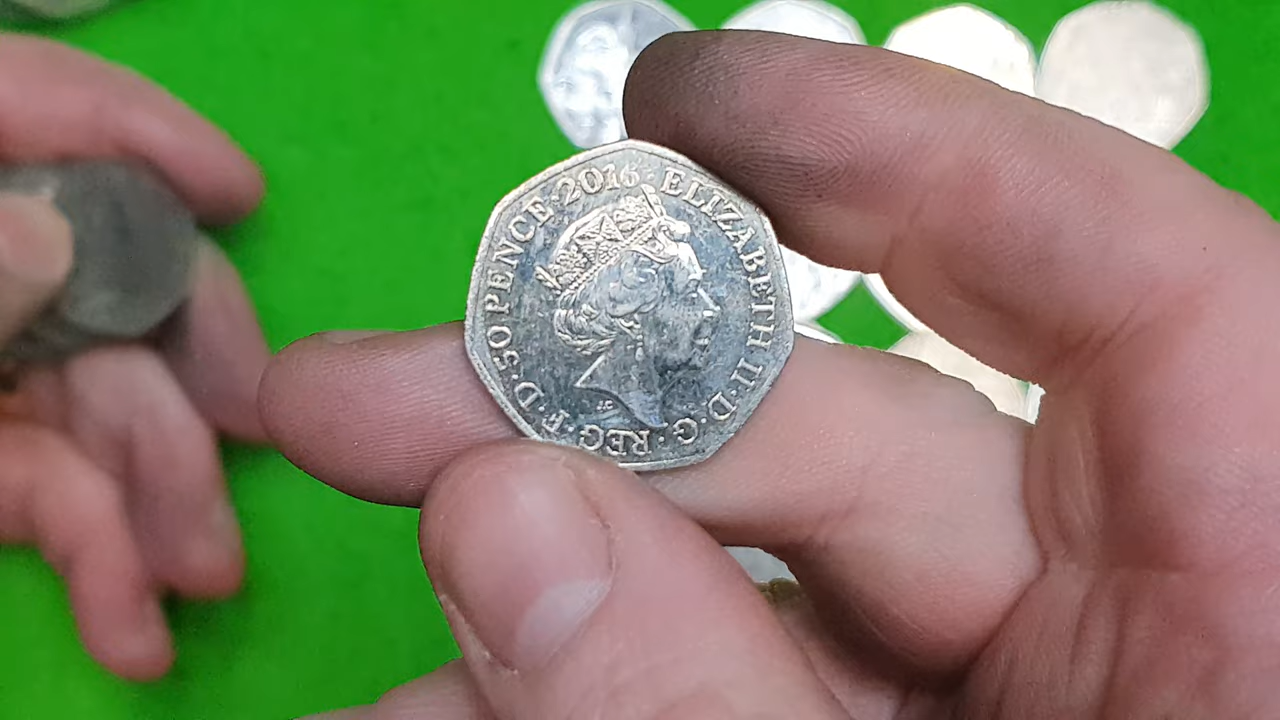 ELIZABETH II · D · G · REG · F · D · 50 PENCE · 2016 ·